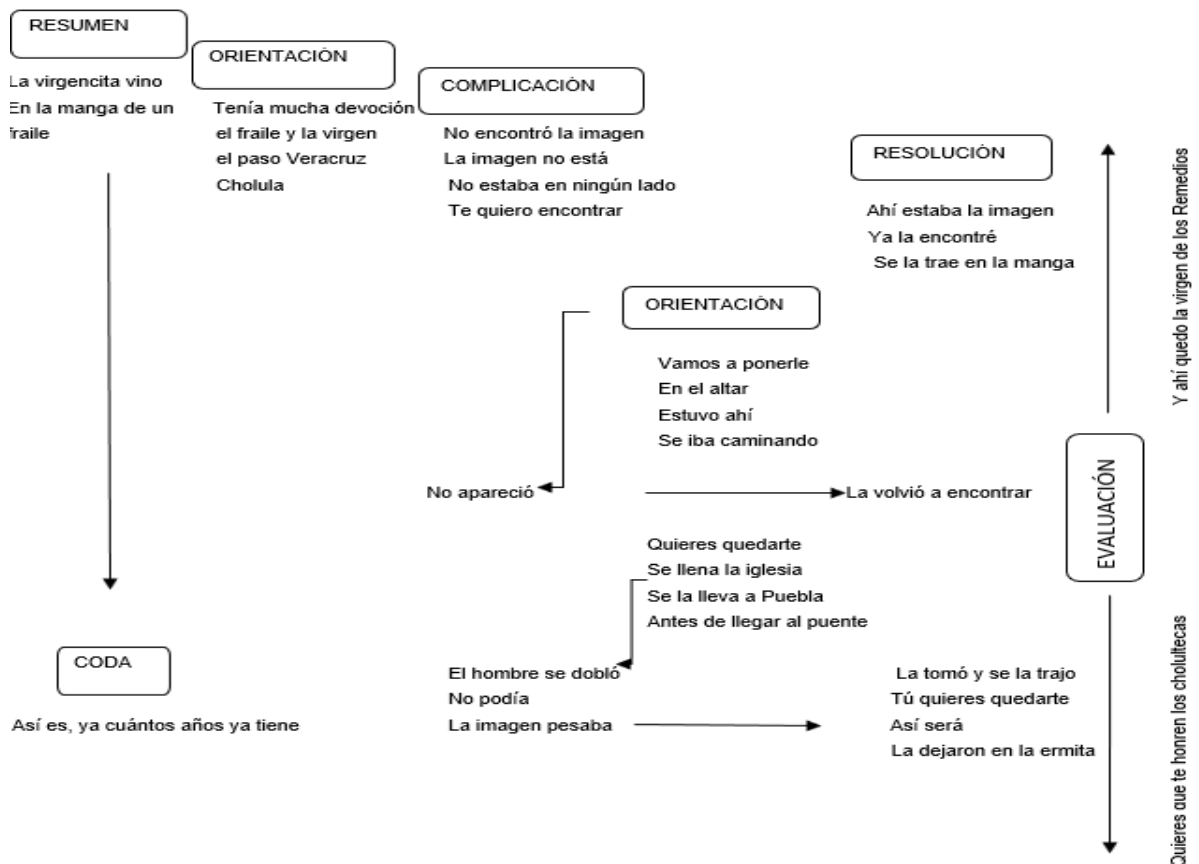 RESUMEN
La virgencita vino
En la manga de un
fraile
ORIENTACIÓN
Tenía mucha devoción
el fraile y la virgen
el paso Veracruz
Cholula
COMPLICACIÓN
No encontró la imagen
La imagen no está
No estaba en ningún lado
Te quiero encontrar
RESOLUCIÓN
Ahí estaba la imagen
Ya la encontré
Se la trae en la manga
ORIENTACIÓN
Vamos a ponerle
En el altar
Estuvo ahí
Se iba caminando
No apareció
La volvió a encontrar
Quieres quedarte
Se llena la iglesia
Se la lleva a Puebla
Antes de llegar al puente
El hombre se dobló
No podía
La imagen pesaba
La tomó y se la trajo
Tú quieres quedarte
Así será
La dejaron en la ermita
CODA
Así es, ya cuántos años ya tiene
EVALUACIÓN
Y ahí quedo la virgen de los Remedios
Quieres que te honren los cholultecas